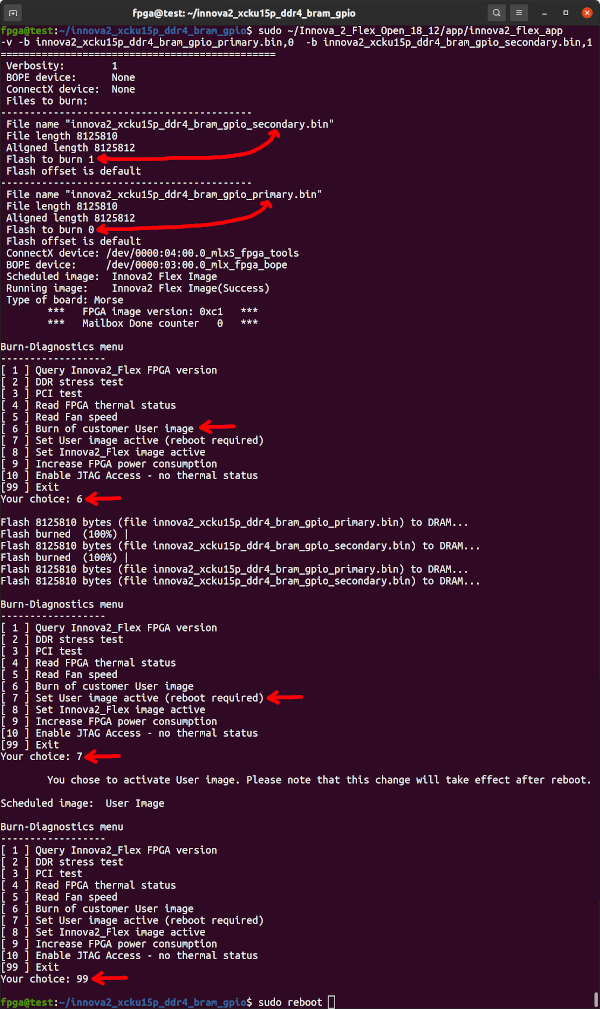 fpga@test: ~/innova2_xcku15p_ddr4_bram_gpio
fpga@test:~/innova2_xcku15p_ddr4_bram_gpio$ sudo ~/Innova_2_Flex_Open_18_12/app/innova2_flex_app
-v -b innova2_xcku15p_ddr4_bram_gpio_primary.bin,0  -b innova2_xcku15p_ddr4_bram_gpio_secondary.bin,1
==============================================
Verbosity:        1
BOPE device:      None
ConnectX device:  None
Files to burn:
------------------------------------------
File name "innova2_xcku15p_ddr4_bram_gpio_secondary.bin"
File length 8125810
Aligned length 8125812
Flash to burn 1
Flash offset is default
------------------------------------------
File name "innova2_xcku15p_ddr4_bram_gpio_primary.bin"
File length 8125810
Aligned length 8125812
Flash to burn 0
Flash offset is default
ConnectX device: /dev/0000:04:00.0_mlx5_fpga_tools
BOPE device:     /dev/0000:03:00.0_mlx_fpga_bope
Scheduled image:  Innova2 Flex Image
Running image:    Innova2 Flex Image(Success)
Type of board: Morse
***   FPGA image version: 0xc1   ***
***   Mailbox Done counter   0   ***
Burn-Diagnostics menu
------------------
[ 1 ] Query Innova2_Flex FPGA version
[ 2 ] DDR stress test
[ 3 ] PCI test
[ 4 ] Read FPGA thermal status
[ 5 ] Read Fan speed
[ 6 ] Burn of customer User image
[ 7 ] Set User image active (reboot required)
[ 8 ] Set Innova2_Flex image active
[ 9 ] Increase FPGA power consumption
[10 ] Enable JTAG Access - no thermal status
[99 ] Exit
Your choice: 6
Flash 8125810 bytes (file innova2_xcku15p_ddr4_bram_gpio_primary.bin) to DRAM...
Flash burned  (100%) |
Flash 8125810 bytes (file innova2_xcku15p_ddr4_bram_gpio_secondary.bin) to DRAM...
Flash burned  (100%) |
Flash 8125810 bytes (file innova2_xcku15p_ddr4_bram_gpio_primary.bin) to DRAM...
Flash 8125810 bytes (file innova2_xcku15p_ddr4_bram_gpio_secondary.bin) to DRAM...
Burn-Diagnostics menu
------------------
[ 1 ] Query Innova2_Flex FPGA version
[ 2 ] DDR stress test
[ 3 ] PCI test
[ 4 ] Read FPGA thermal status
[ 5 ] Read Fan speed
[ 6 ] Burn of customer User image
[ 7 ] Set User image active (reboot required)
[ 8 ] Set Innova2_Flex image active
[ 9 ] Increase FPGA power consumption
[10 ] Enable JTAG Access - no thermal status
[99 ] Exit
Your choice: 7
You chose to activate User image. Please note that this change will take effect after reboot.
Scheduled image:  User Image
Burn-Diagnostics menu
------------------
[ 1 ] Query Innova2_Flex FPGA version
[ 2 ] DDR stress test
[ 3 ] PCI test
[ 4 ] Read FPGA thermal status
[ 5 ] Read Fan speed
[ 6 ] Burn of customer User image
[ 7 ] Set User image active (reboot required)
[ 8 ] Set Innova2_Flex image active
[ 9 ] Increase FPGA power consumption
[10 ] Enable JTAG Access - no thermal status
[99 ] Exit
Your choice: 99
fpga@test:~/innova2_xcku15p_ddr4_bram_gpio$ sudo reboot